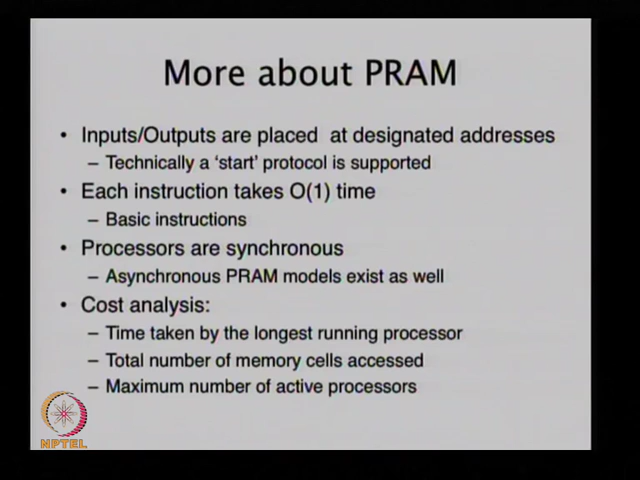 More about PRAM
• Inputs/Outputs are placed at designated addresses
– Technically a 'start' protocol is supported
• Each instruction takes O(1) time
– Basic instructions
• Processors are synchronous
– Asynchronous PRAM models exist as well
• Cost analysis:
– Time taken by the longest running processor
– Total number of memory cells accessed
– Maximum number of active processors
NPTEL